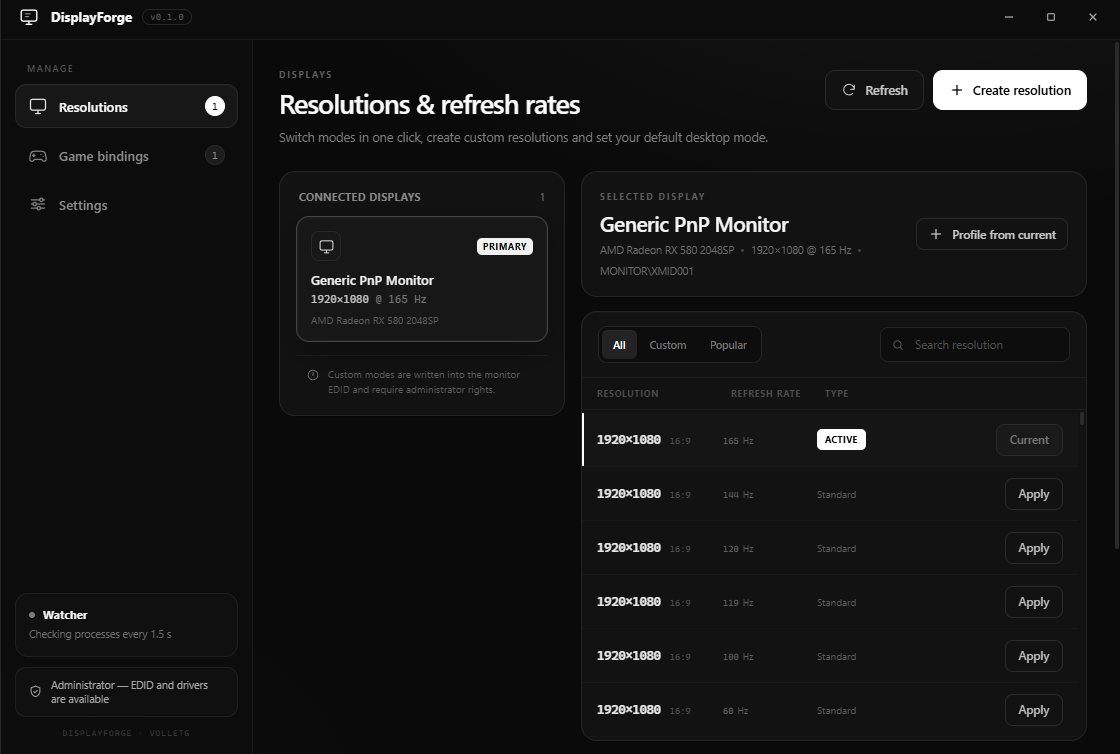 DisplayForge v0.1.0
MANAGE
Resolutions 1
Game bindings 1
Settings
Watcher
Checking processes every 1.5 s
Administrator — EDID and drivers
are available
DISPLAYFORGE · VOLLETG
DISPLAYS
Resolutions & refresh rates
Switch modes in one click, create custom resolutions and set your default desktop mode.
Refresh
+ Create resolution
CONNECTED DISPLAYS 1
PRIMARY
Generic PnP Monitor
1920×1080 @ 165 Hz
AMD Radeon RX 580 2048SP
Custom modes are written into the monitor
EDID and require administrator rights.
SELECTED DISPLAY
Generic PnP Monitor
AMD Radeon RX 580 2048SP • 1920×1080 @ 165 Hz •
MONITOR\XMID001
+ Profile from current
All Custom Popular
Search resolution
RESOLUTION REFRESH RATE TYPE
1920×1080 16:9 165 Hz ACTIVE Current
1920×1080 16:9 144 Hz Standard Apply
1920×1080 16:9 120 Hz Standard Apply
1920×1080 16:9 119 Hz Standard Apply
1920×1080 16:9 100 Hz Standard Apply
1920×1080 16:9 60 Hz Standard Apply